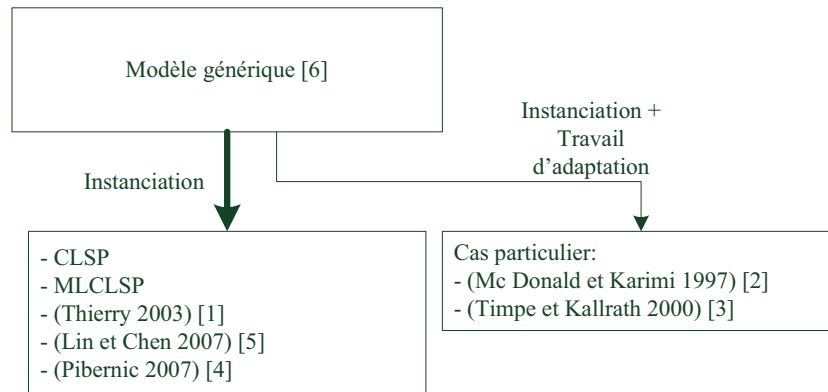 Modèle générique [6]
Instanciation +
Travail
d'adaptation
Instanciation
- CLSP
- MLCLSP
- (Thierry 2003) [1]
- (Lin et Chen 2007) [5]
- (Pibernic 2007) [4]
Cas particulier:
- (Mc Donald et Karimi 1997) [2]
- (Timpe et Kallrath 2000) [3]